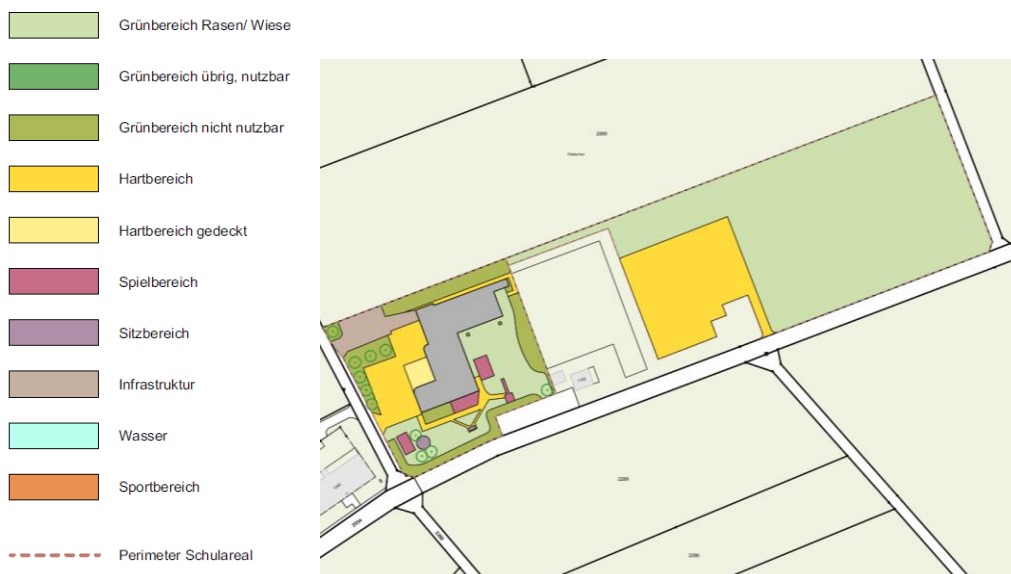 Grünbereich Rasen/ Wiese
Grünbereich übrig, nutzbar
Grünbereich nicht nutzbar
Hartbereich
Hartbereich gedeckt
Spielbereich
Sitzbereich
Infrastruktur
Wasser
Sportbereich
Perimeter Schulareal